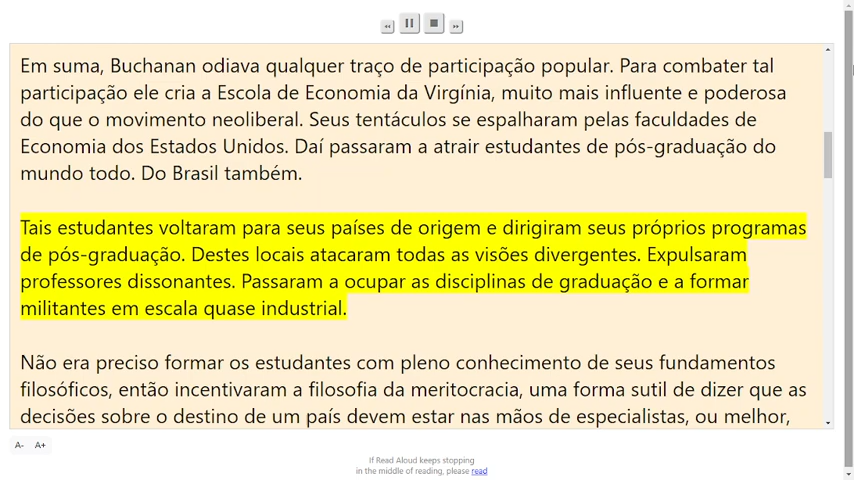 Em suma, Buchanan odiava qualquer traço de participação popular. Para combater tal
participação ele cria a Escola de Economia da Virgínia, muito mais influente e poderosa
do que o movimento neoliberal. Seus tentáculos se espalharam pelas faculdades de
Economia dos Estados Unidos. Daí passaram a atrair estudantes de pós-graduação do
mundo todo. Do Brasil também.
Tais estudantes voltaram para seus países de origem e dirigiram seus próprios programas
de pós-graduação. Destes locais atacaram todas as visões divergentes. Expulsaram
professores dissonantes. Passaram a ocupar as disciplinas de graduação e a formar
militantes em escala quase industrial.
Não era preciso formar os estudantes com pleno conhecimento de seus fundamentos
filosóficos, então incentivaram a filosofia da meritocracia, uma forma sutil de dizer que as
decisões sobre o destino de um país devem estar nas mãos de especialistas, ou melhor,
A- A+
If Read Aloud keeps stopping
in the middle of reading, please read